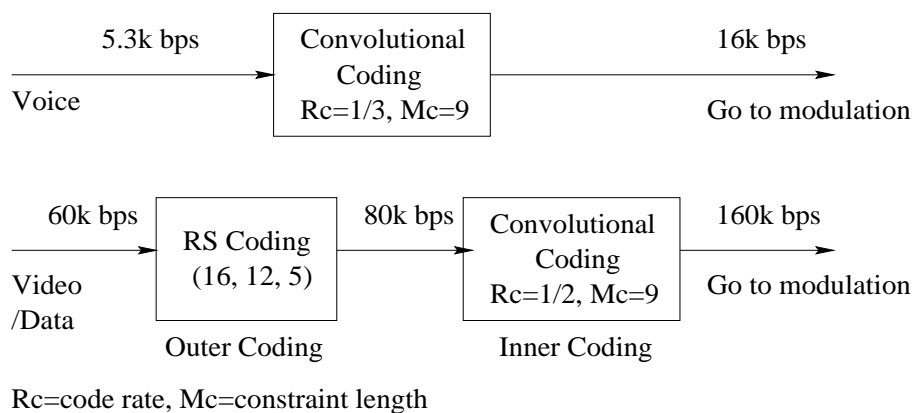 5.3k bps
Convolutional
Coding
Rc=1/3, Mc=9
16k bps
Voice
Go to modulation
60k bps
RS Coding
(16, 12, 5)
80k bps
Convolutional
Coding
Rc=1/2, Mc=9
160k bps
Video
/Data
Go to modulation
Outer Coding
Inner Coding
Rc=code rate, Mc=constraint length